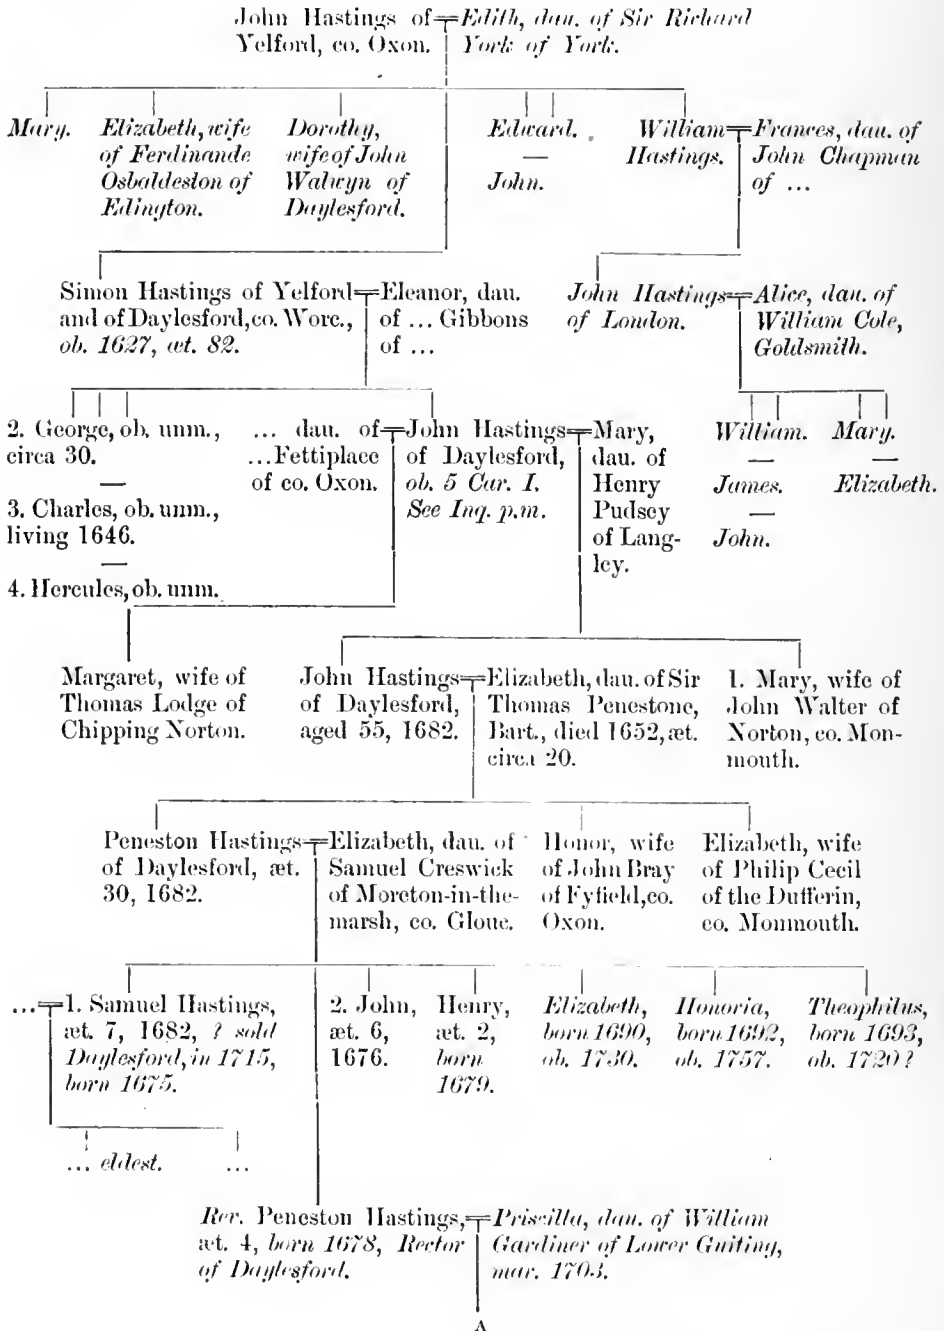 John Hastings of
Yelford, co. Oxon.
Edith, dau. of Sir Richard
York of York.
Mary.
Elizabeth, wife
of Ferdinande
Osbaldeston of
Edington.
Dorothy,
wife of John
Walwyn of
Daylesford.
Edward.
—
John.
William
Hastings.
Frances, dau. of
John Chapman
of ...
Simon Hastings of Yelford
and of Daylesford, co. Worc.,
ob. 1627, æt. 82.
Eleanor, dau.
of ... Gibbons
of ...
John Hastings
of London.
Alice, dau. of
William Cole,
Goldsmith.
2. George, ob. unm.,
circa 30.
—
3. Charles, ob. unm.,
living 1646.
—
4. Hercules, ob. unm.
... dau. of
...Fettiplace
of co. Oxon.
John Hastings
of Daylesford,
ob. 5 Car. I.
See Inq. p.m.
Mary,
dau. of
Henry
Pudsey
of Lang-
ley.
William.
—
James.
—
John.
Mary.
—
Elizabeth.
Margaret, wife of
Thomas Lodge of
Chipping Norton.
John Hastings
of Daylesford,
aged 55, 1682.
Elizabeth, dau. of Sir
Thomas Penestone,
Bart., died 1652, æt.
circa 20.
1. Mary, wife of
John Walter of
Norton, co. Mon-
mouth.
Peneston Hastings
of Daylesford, æt.
30, 1682.
Elizabeth, dau. of
Samuel Creswick
of Moreton-in-the-
marsh, co. Glouc.
Honor, wife
of John Bray
of Fyfield, co.
Oxon.
Elizabeth, wife
of Philip Cecil
of the Dufferin,
co. Monmouth.
...
1. Samuel Hastings,
æt. 7, 1682, ? sold
Daylesford, in 1715,
born 1675.
2. John,
æt. 6,
1676.
Henry,
æt. 2,
born
1679.
Elizabeth,
born 1690,
ob. 1730.
Honoria,
born 1692,
ob. 1757.
Theophilus,
born 1693,
ob. 1720?
... eldest.
...
Rev. Peneston Hastings,
æt. 4, born 1678, Rector
of Daylesford.
Priscilla, dau. of William
Gardiner of Lower Guiting,
mar. 1703.
A